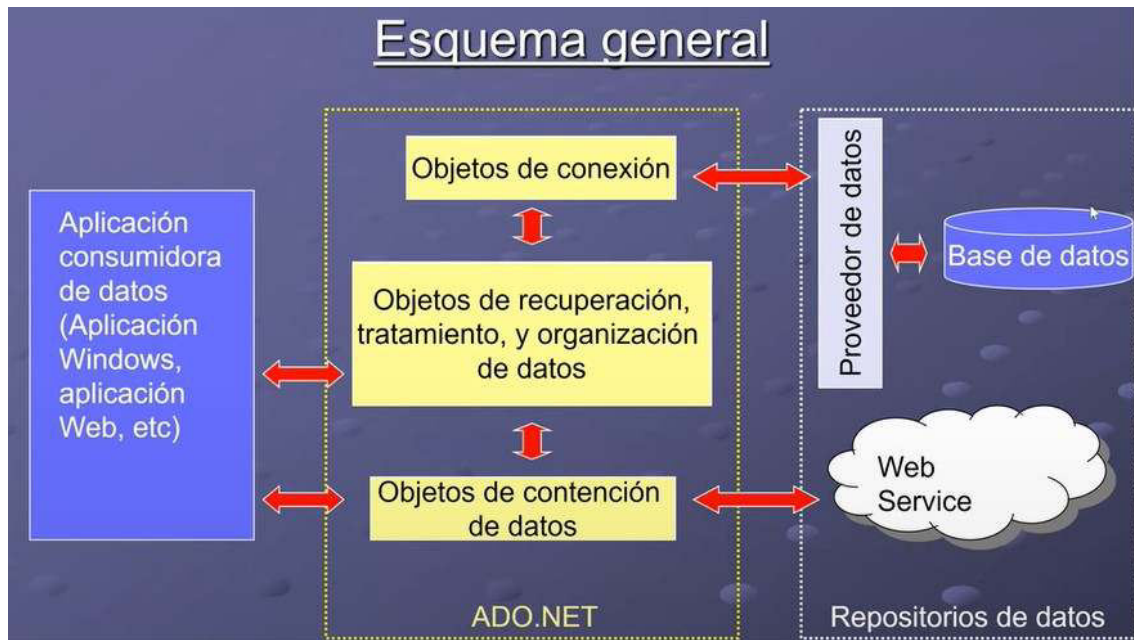 Esquema general
Aplicación
consumidora
de datos
(Aplicación
Windows,
aplicación
Web, etc)
Objetos de conexión
Objetos de recuperación,
tratamiento, y organización
de datos
Objetos de contención
de datos
ADO.NET
Proveedor de datos
Base de datos
Web
Service
Repositorios de datos